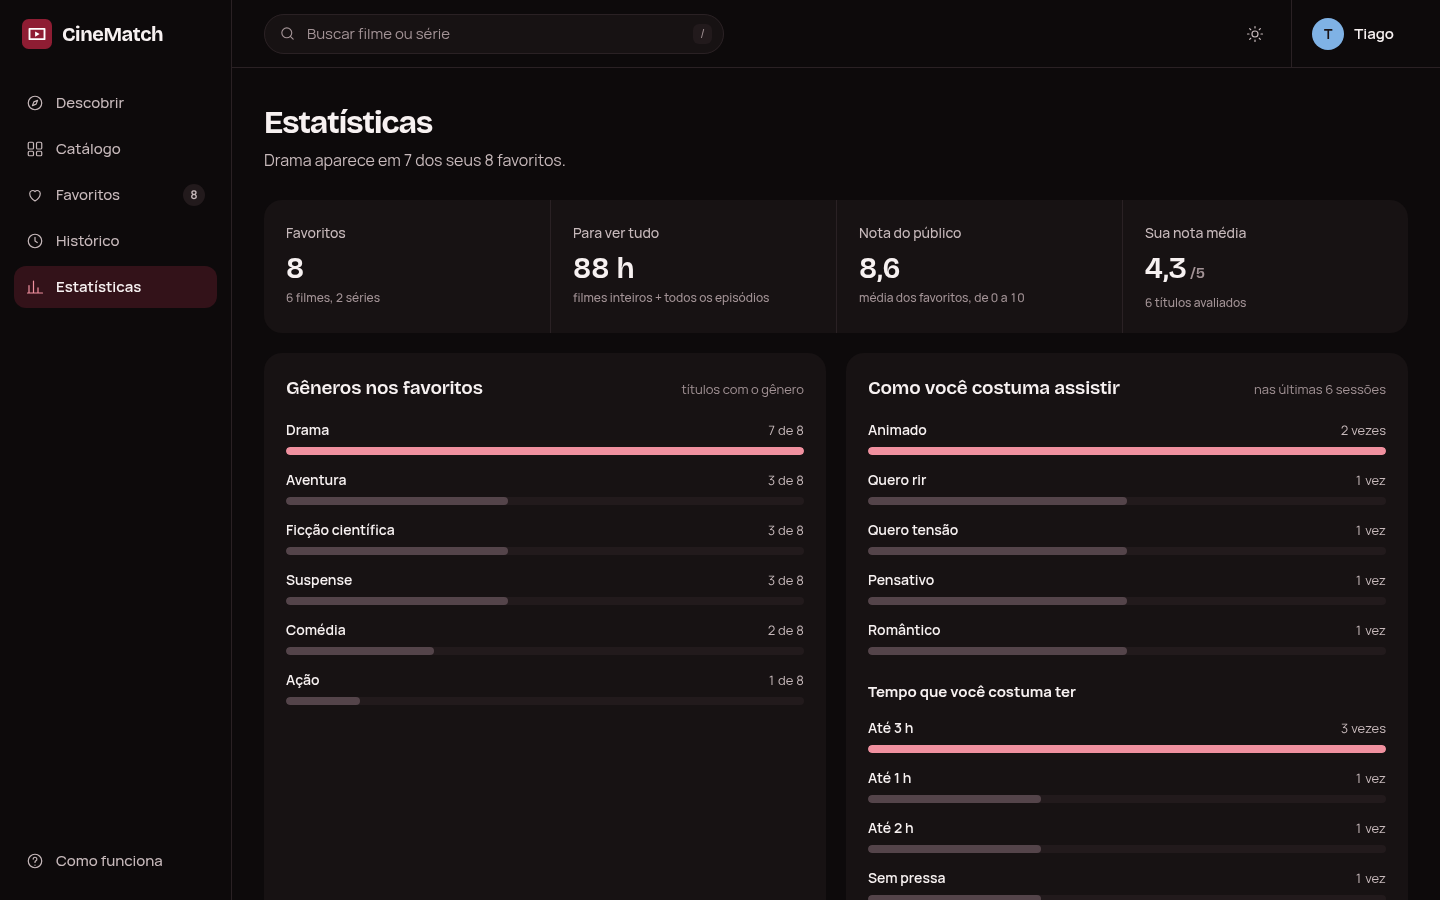 CineMatch
Buscar filme ou série
/
T
Tiago
Descobrir
Catálogo
Favoritos
8
Histórico
Estatísticas
Como funciona
Estatísticas
Drama aparece em 7 dos seus 8 favoritos.
Favoritos
8
6 filmes, 2 séries
Para ver tudo
88 h
filmes inteiros + todos os episódios
Nota do público
8,6
média dos favoritos, de 0 a 10
Sua nota média
4,3 /5
6 títulos avaliados
Gêneros nos favoritos
títulos com o gênero
Drama
7 de 8
Aventura
3 de 8
Ficção científica
3 de 8
Suspense
3 de 8
Comédia
2 de 8
Ação
1 de 8
Como você costuma assistir
nas últimas 6 sessões
Animado
2 vezes
Quero rir
1 vez
Quero tensão
1 vez
Pensativo
1 vez
Romântico
1 vez
Tempo que você costuma ter
Até 3 h
3 vezes
Até 1 h
1 vez
Até 2 h
1 vez
Sem pressa
1 vez